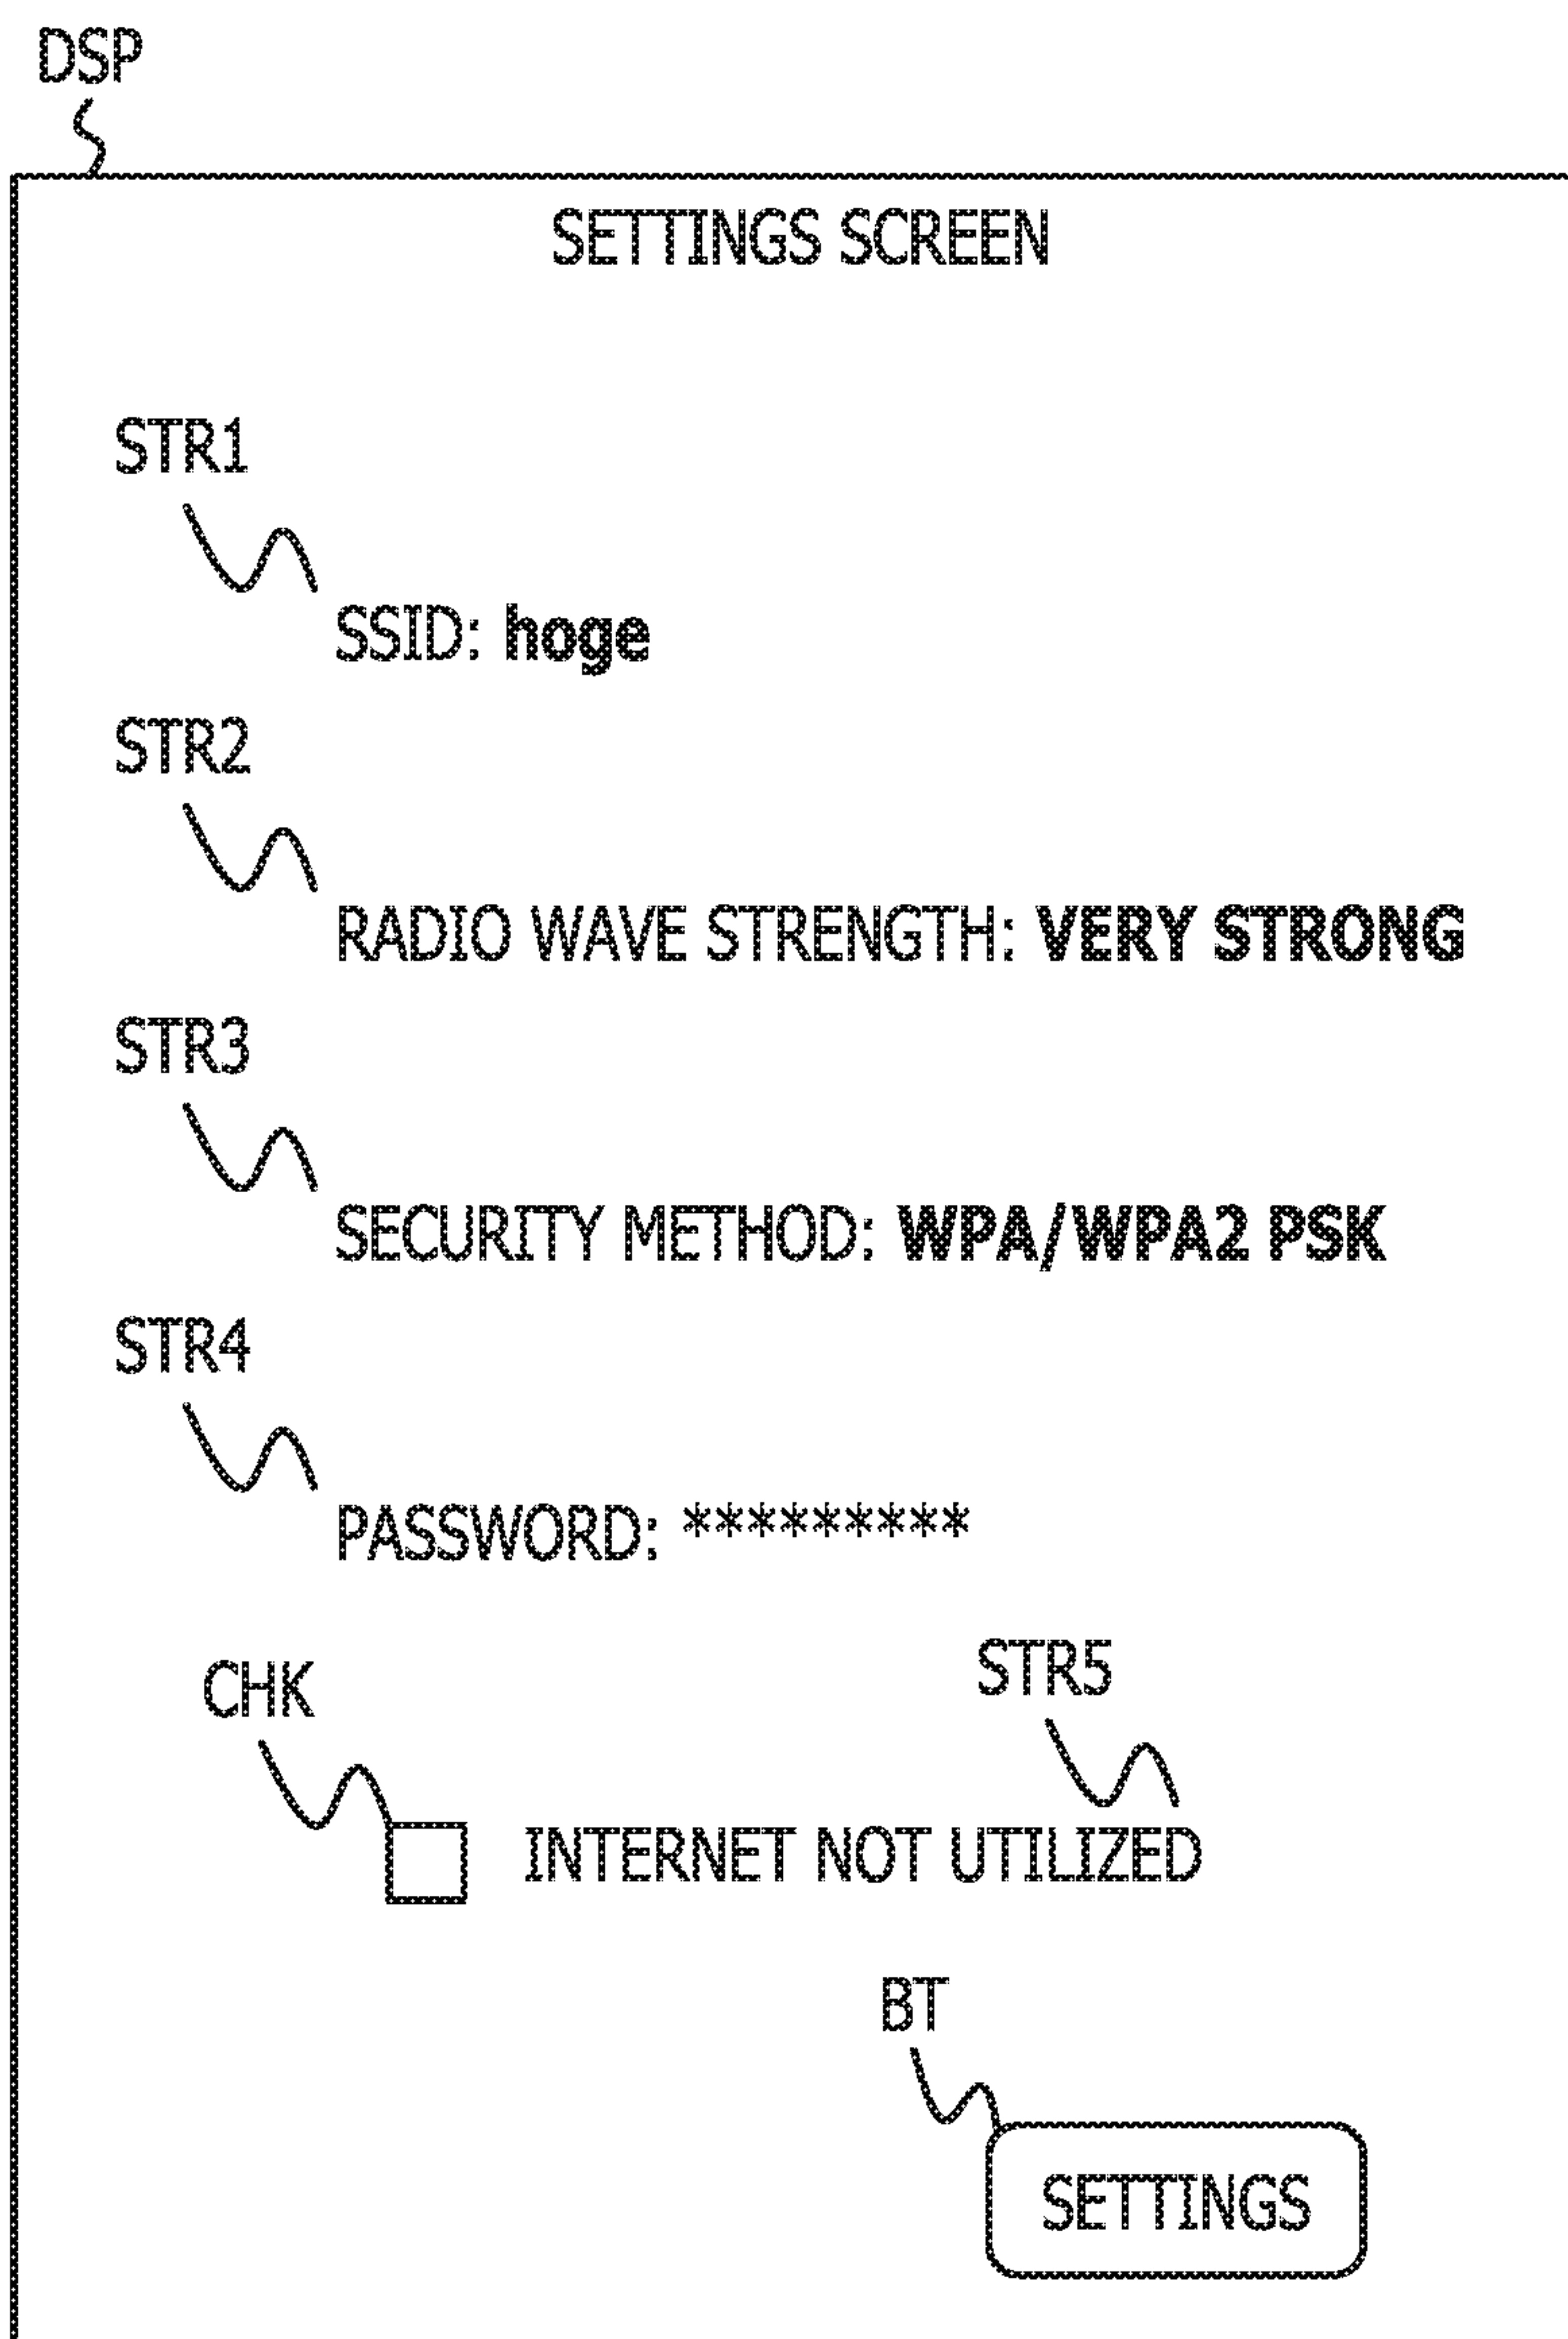 DSP
SETTINGS SCREEN
STR1
SSID: hoge
STR2
RADIO WAVE STRENGTH: VERY STRONG
STR3
SECURITY METHOD: WPA/WPA2 PSK
STR4
PASSWORD: *********
CHK
STR5
INTERNET NOT UTILIZED
BT
SETTINGS